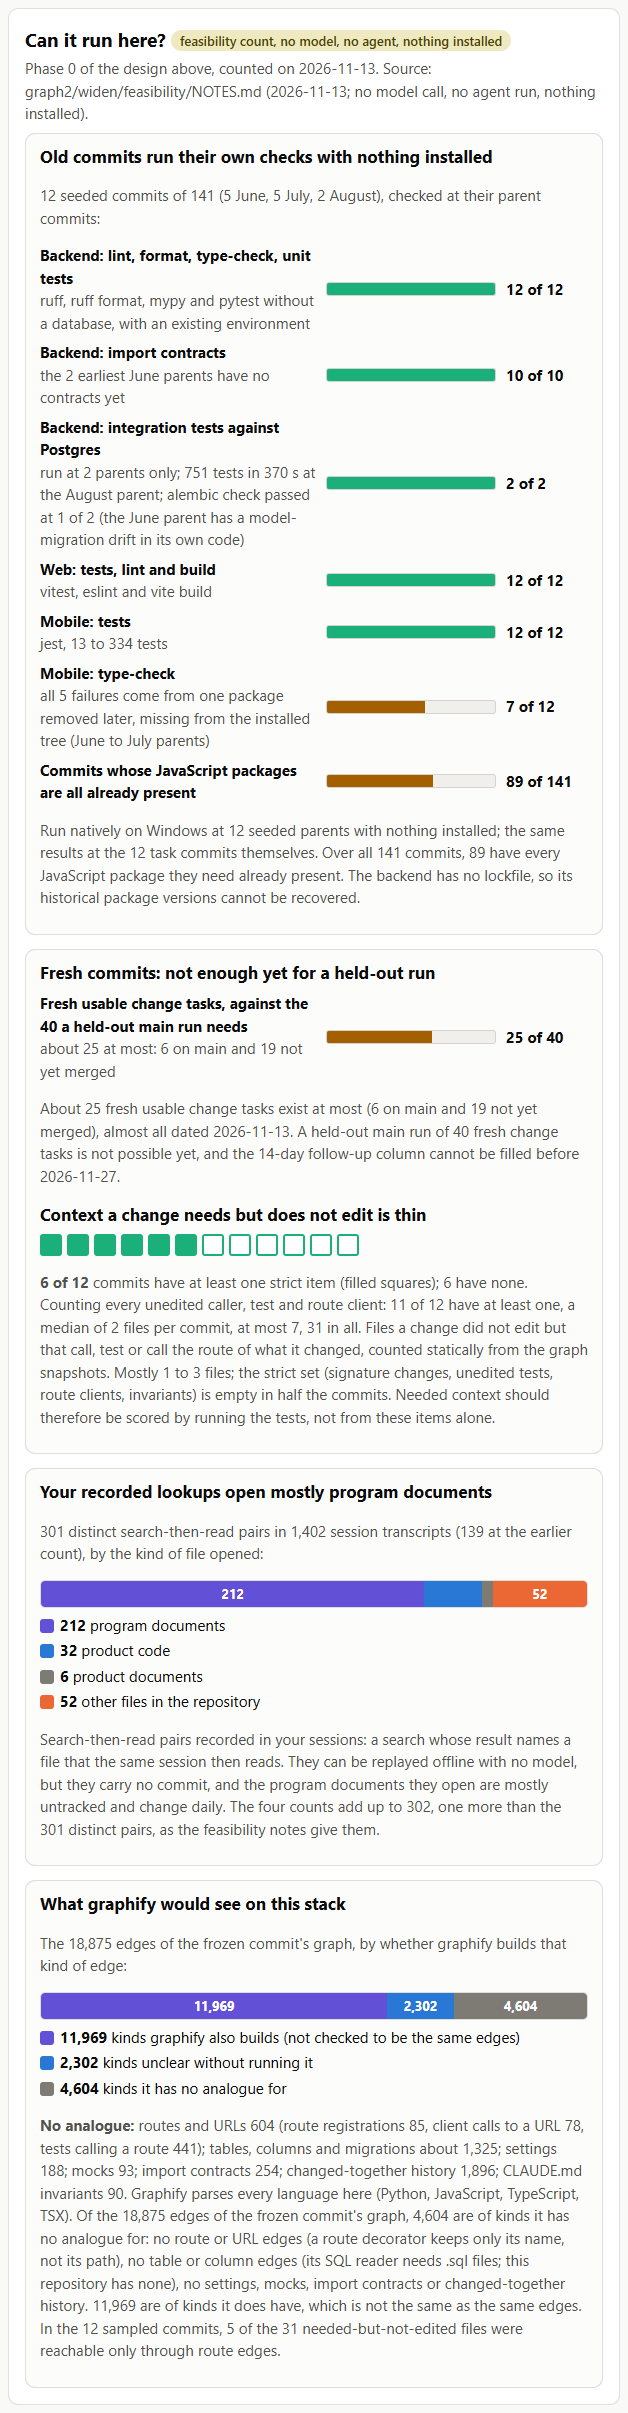 Can it run here? feasibility count, no model, no agent, nothing installed
Phase 0 of the design above, counted on 2026-11-13. Source:
graph2/widen/feasibility/NOTES.md (2026-11-13; no model call, no agent run, nothing
installed).
Old commits run their own checks with nothing installed
12 seeded commits of 141 (5 June, 5 July, 2 August), checked at their parent
commits:
Backend: lint, format, type-check, unit
tests
ruff, ruff format, mypy and pytest without
a database, with an existing environment
12 of 12
Backend: import contracts
the 2 earliest June parents have no
contracts yet
10 of 10
Backend: integration tests against
Postgres
run at 2 parents only; 751 tests in 370 s at
the August parent; alembic check passed
at 1 of 2 (the June parent has a model-
migration drift in its own code)
2 of 2
Web: tests, lint and build
vitest, eslint and vite build
12 of 12
Mobile: tests
jest, 13 to 334 tests
12 of 12
Mobile: type-check
all 5 failures come from one package
removed later, missing from the installed
tree (June to July parents)
7 of 12
Commits whose JavaScript packages
are all already present
89 of 141
Run natively on Windows at 12 seeded parents with nothing installed; the same
results at the 12 task commits themselves. Over all 141 commits, 89 have every
JavaScript package they need already present. The backend has no lockfile, so its
historical package versions cannot be recovered.
Fresh commits: not enough yet for a held-out run
Fresh usable change tasks, against the
40 a held-out main run needs
about 25 at most: 6 on main and 19 not
yet merged
25 of 40
About 25 fresh usable change tasks exist at most (6 on main and 19 not yet
merged), almost all dated 2026-11-13. A held-out main run of 40 fresh change
tasks is not possible yet, and the 14-day follow-up column cannot be filled before
2026-11-27.
Context a change needs but does not edit is thin
6 of 12 commits have at least one strict item (filled squares); 6 have none.
Counting every unedited caller, test and route client: 11 of 12 have at least one, a
median of 2 files per commit, at most 7, 31 in all. Files a change did not edit but
that call, test or call the route of what it changed, counted statically from the graph
snapshots. Mostly 1 to 3 files; the strict set (signature changes, unedited tests,
route clients, invariants) is empty in half the commits. Needed context should
therefore be scored by running the tests, not from these items alone.
Your recorded lookups open mostly program documents
301 distinct search-then-read pairs in 1,402 session transcripts (139 at the earlier
count), by the kind of file opened:
212 52
212 program documents
32 product code
6 product documents
52 other files in the repository
Search-then-read pairs recorded in your sessions: a search whose result names a
file that the same session then reads. They can be replayed offline with no model,
but they carry no commit, and the program documents they open are mostly
untracked and change daily. The four counts add up to 302, one more than the
301 distinct pairs, as the feasibility notes give them.
What graphify would see on this stack
The 18,875 edges of the frozen commit's graph, by whether graphify builds that
kind of edge:
11,969 2,302 4,604
11,969 kinds graphify also builds (not checked to be the same edges)
2,302 kinds unclear without running it
4,604 kinds it has no analogue for
No analogue: routes and URLs 604 (route registrations 85, client calls to a URL 78,
tests calling a route 441); tables, columns and migrations about 1,325; settings
188; mocks 93; import contracts 254; changed-together history 1,896; CLAUDE.md
invariants 90. Graphify parses every language here (Python, JavaScript, TypeScript,
TSX). Of the 18,875 edges of the frozen commit's graph, 4,604 are of kinds it has
no analogue for: no route or URL edges (a route decorator keeps only its name,
not its path), no table or column edges (its SQL reader needs .sql files; this
repository has none), no settings, mocks, import contracts or changed-together
history. 11,969 are of kinds it does have, which is not the same as the same edges.
In the 12 sampled commits, 5 of the 31 needed-but-not-edited files were
reachable only through route edges.